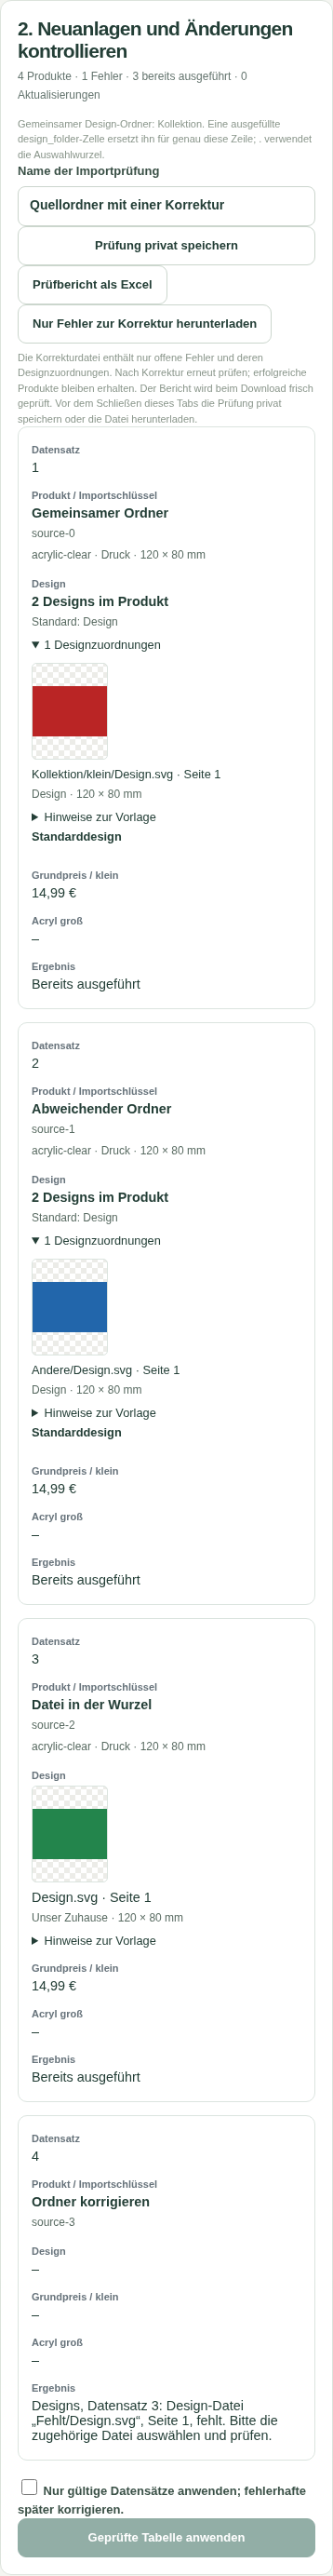 2. Neuanlagen und Änderungen
kontrollieren
4 Produkte · 1 Fehler · 3 bereits ausgeführt · 0
Aktualisierungen
Gemeinsamer Design-Ordner: Kollektion. Eine ausgefüllte
design_folder-Zelle ersetzt ihn für genau diese Zeile; . verwendet
die Auswahlwurzel.
Name der Importprüfung
Quellordner mit einer Korrektur
Prüfung privat speichern
Prüfbericht als Excel
Nur Fehler zur Korrektur herunterladen
Die Korrekturdatei enthält nur offene Fehler und deren
Designzuordnungen. Nach Korrektur erneut prüfen; erfolgreiche
Produkte bleiben erhalten. Der Bericht wird beim Download frisch
geprüft. Vor dem Schließen dieses Tabs die Prüfung privat
speichern oder die Datei herunterladen.
Datensatz
1
Produkt / Importschlüssel
Gemeinsamer Ordner
source-0
acrylic-clear · Druck · 120 × 80 mm
Design
2 Designs im Produkt
Standard: Design
▼ 1 Designzuordnungen
Kollektion/klein/Design.svg · Seite 1
Design · 120 × 80 mm
▶ Hinweise zur Vorlage
Standarddesign
Grundpreis / klein
14,99 €
Acryl groß
–
Ergebnis
Bereits ausgeführt
Datensatz
2
Produkt / Importschlüssel
Abweichender Ordner
source-1
acrylic-clear · Druck · 120 × 80 mm
Design
2 Designs im Produkt
Standard: Design
▼ 1 Designzuordnungen
Andere/Design.svg · Seite 1
Design · 120 × 80 mm
▶ Hinweise zur Vorlage
Standarddesign
Grundpreis / klein
14,99 €
Acryl groß
–
Ergebnis
Bereits ausgeführt
Datensatz
3
Produkt / Importschlüssel
Datei in der Wurzel
source-2
acrylic-clear · Druck · 120 × 80 mm
Design
Design.svg · Seite 1
Unser Zuhause · 120 × 80 mm
▶ Hinweise zur Vorlage
Grundpreis / klein
14,99 €
Acryl groß
–
Ergebnis
Bereits ausgeführt
Datensatz
4
Produkt / Importschlüssel
Ordner korrigieren
source-3
Design
–
Grundpreis / klein
–
Acryl groß
–
Ergebnis
Designs, Datensatz 3: Design-Datei
„Fehlt/Design.svg“, Seite 1, fehlt. Bitte die
zugehörige Datei auswählen und prüfen.
Nur gültige Datensätze anwenden; fehlerhafte
später korrigieren.
Geprüfte Tabelle anwenden